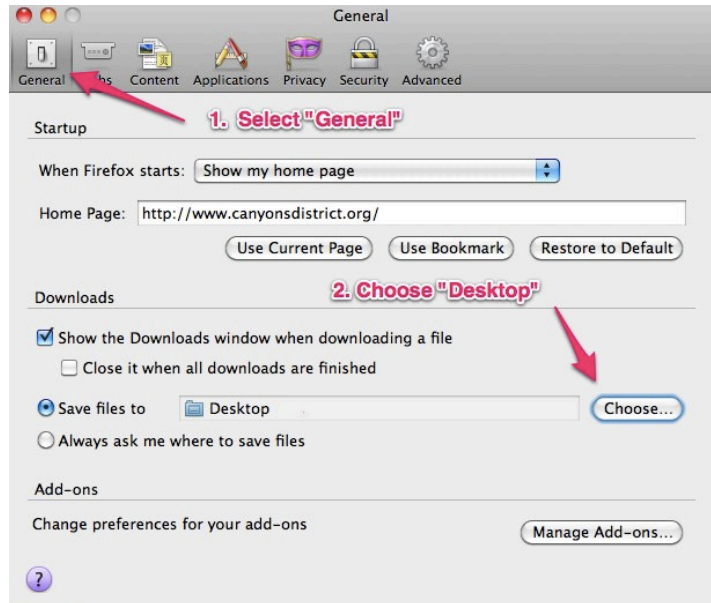 General
General Tabs Content Applications Privacy Security Advanced
1. Select "General"
Startup
When Firefox starts: Show my home page
Home Page: http://www.canyonsdistrict.org/
Use Current Page Use Bookmark Restore to Default
2. Choose "Desktop"
Downloads
Show the Downloads window when downloading a file
Close it when all downloads are finished
Save files to Desktop Choose...
Always ask me where to save files
Add-ons
Change preferences for your add-ons Manage Add-ons...
?